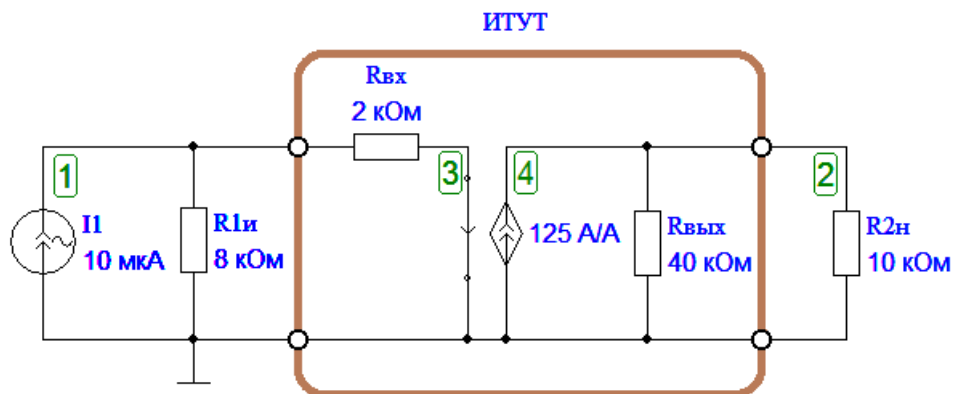 ИТУТ
Rвх
2 кОм
1
3
4
2
I1
10 мкА
R1и
8 кОм
125 А/А
Rвых
40 кОм
R2н
10 кОм